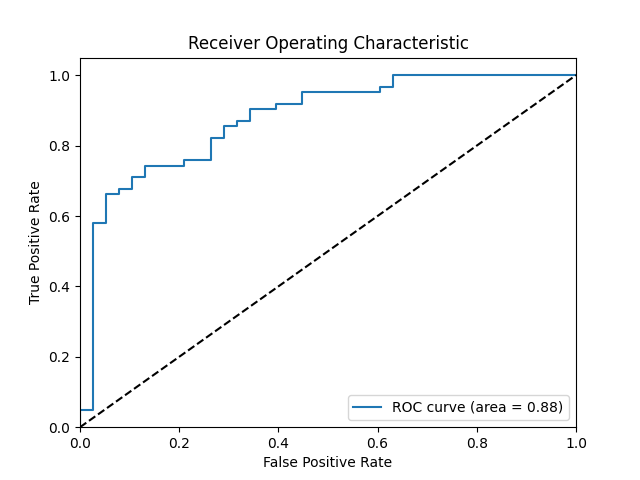 Receiver Operating Characteristic
1.0
0.8
0.6
0.4
0.2
0.0
True Positive Rate
ROC curve (area = 0.88)
0.0 0.2 0.4 0.6 0.8 1.0
False Positive Rate